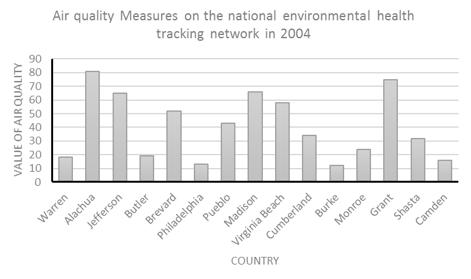 Air quality Measures on the national environmental health
tracking network in 2004
VALUE OF AIR QUALITY
90
80
70
60
50
40
30
20
10
0
Warren
Alachua
Jefferson
Butler
Brevard
Philadelphia
Pueblo
Madison
Virginia Beach
Cumberland
Burke
Monroe
Grant
Shasta
Camden
COUNTRY